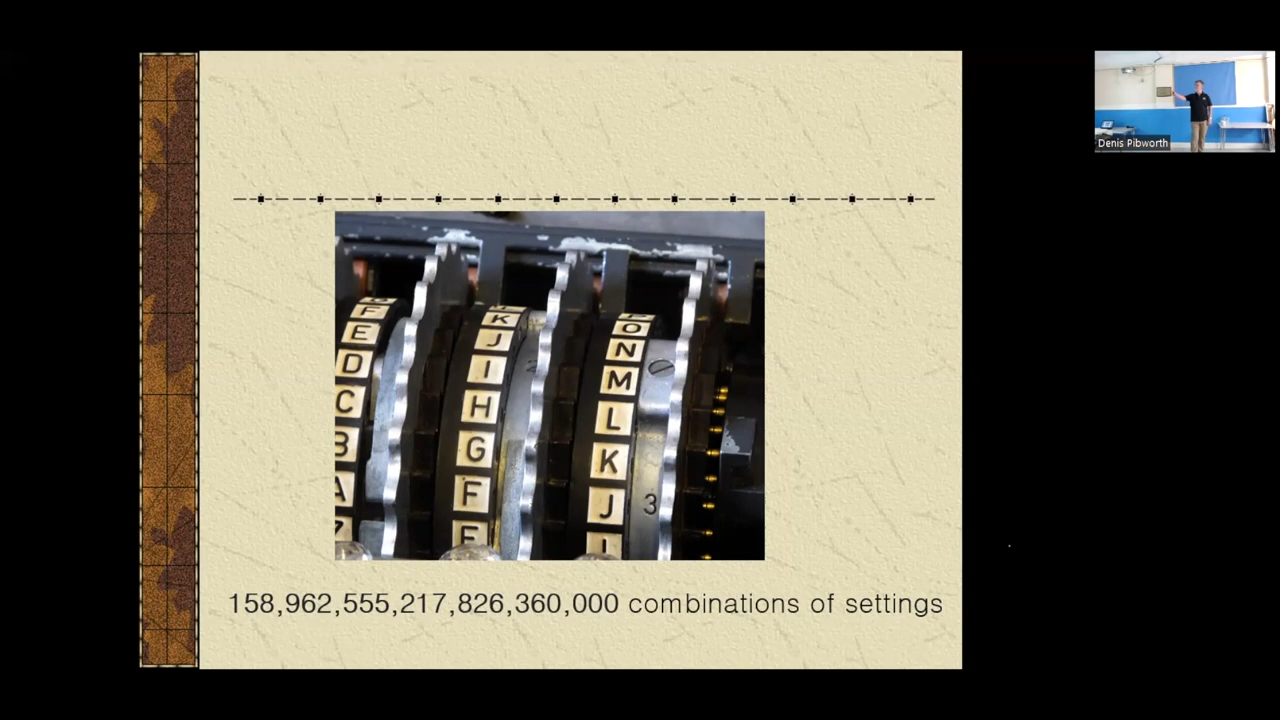 F K O
E J N
D I M
C H L
B G K
A F J
Z E I
3
158,962,555,217,826,360,000 combinations of settings
Denis Pibworth